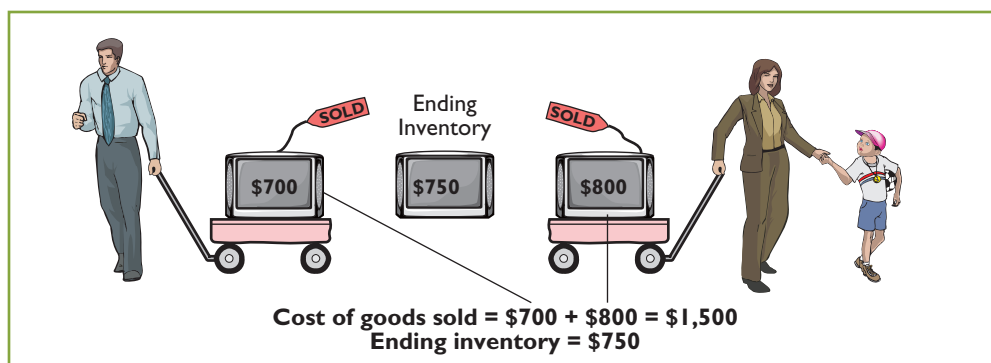 SOLD
Ending
Inventory
SOLD
$700
$750
$800
Cost of goods sold = $700 + $800 = $1,500
Ending inventory = $750